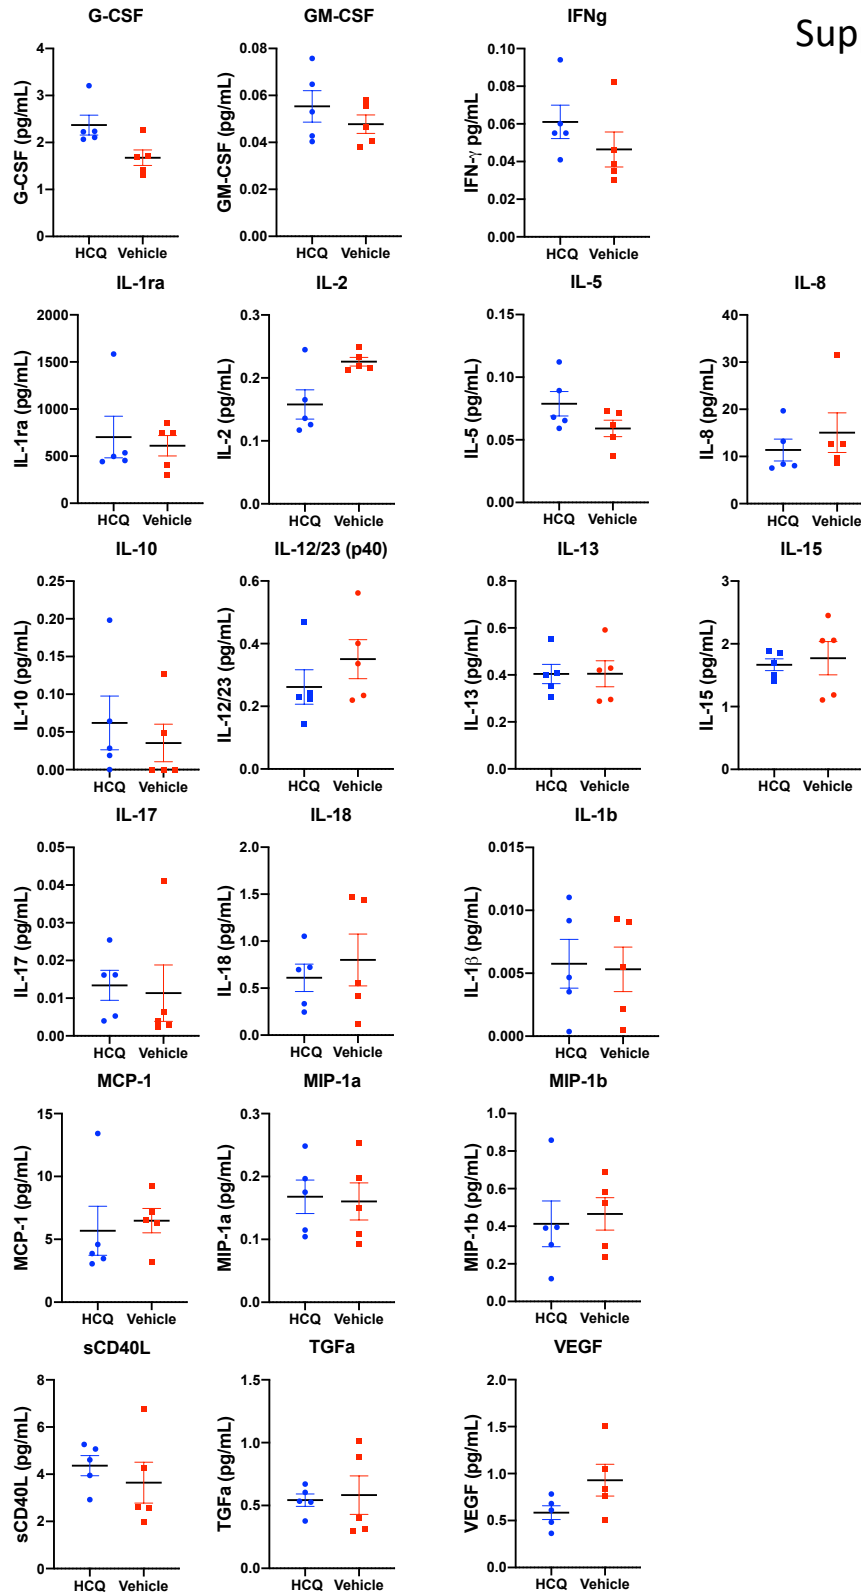 Sup
G-CSF
G-CSF (pg/mL)
4
3
2
1
0
HCQ Vehicle
GM-CSF
GM-CSF (pg/mL)
0.08
0.06
0.04
0.02
0.00
HCQ Vehicle
IFNg
IFN-γ pg/mL
0.10
0.08
0.06
0.04
0.02
0.00
HCQ Vehicle
IL-1ra
IL-1ra (pg/mL)
2000
1500
1000
500
0
HCQ Vehicle
IL-2
IL-2 (pg/mL)
0.3
0.2
0.1
0.0
HCQ Vehicle
IL-5
IL-5 (pg/mL)
0.15
0.10
0.05
0.00
HCQ Vehicle
IL-8
IL-8 (pg/mL)
40
30
20
10
0
HCQ Vehicle
IL-10
IL-10 (pg/mL)
0.25
0.20
0.15
0.10
0.05
0.00
HCQ Vehicle
IL-12/23 (p40)
IL-12/23 (pg/mL)
0.6
0.4
0.2
0.0
HCQ Vehicle
IL-13
IL-13 (pg/mL)
0.8
0.6
0.4
0.2
0.0
HCQ Vehicle
IL-15
IL-15 (pg/mL)
3
2
1
0
HCQ Vehicle
IL-17
IL-17 (pg/mL)
0.05
0.04
0.03
0.02
0.01
0.00
HCQ Vehicle
IL-18
IL-18 (pg/mL)
2.0
1.5
1.0
0.5
0.0
HCQ Vehicle
IL-1b
IL-1β (pg/mL)
0.015
0.010
0.005
0.000
HCQ Vehicle
MCP-1
MCP-1 (pg/mL)
15
10
5
0
HCQ Vehicle
MIP-1a
MIP-1a (pg/mL)
0.3
0.2
0.1
0.0
HCQ Vehicle
MIP-1b
MIP-1b (pg/mL)
1.0
0.8
0.6
0.4
0.2
0.0
HCQ Vehicle
sCD40L
sCD40L (pg/mL)
8
6
4
2
0
HCQ Vehicle
TGFa
TGFa (pg/mL)
1.5
1.0
0.5
0.0
HCQ Vehicle
VEGF
VEGF (pg/mL)
2.0
1.5
1.0
0.5
0.0
HCQ Vehicle